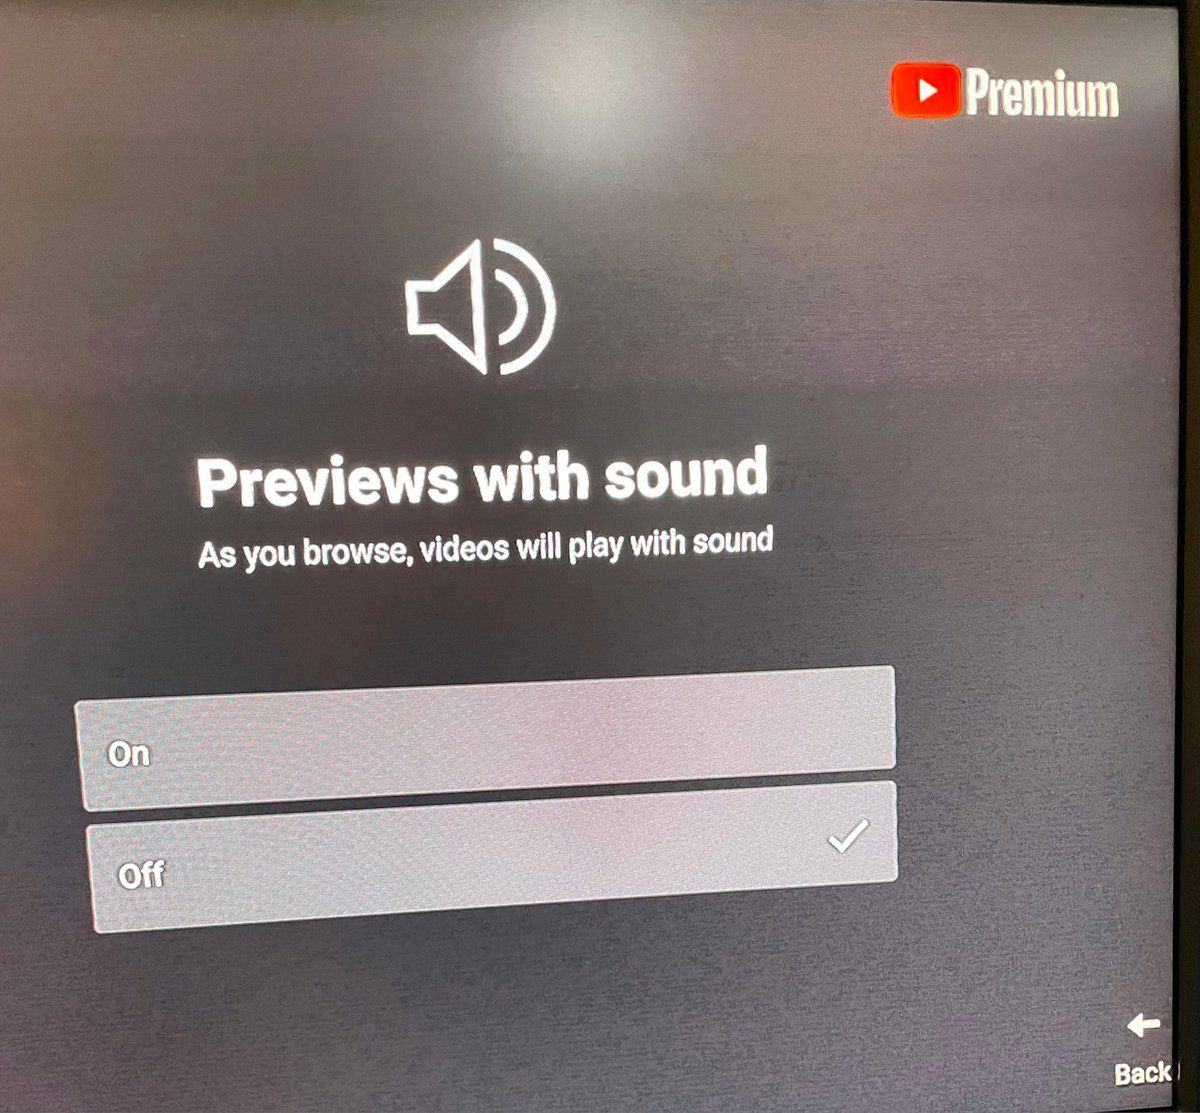 Premium
Previews with sound
As you browse, videos will play with sound
On
Off
Back